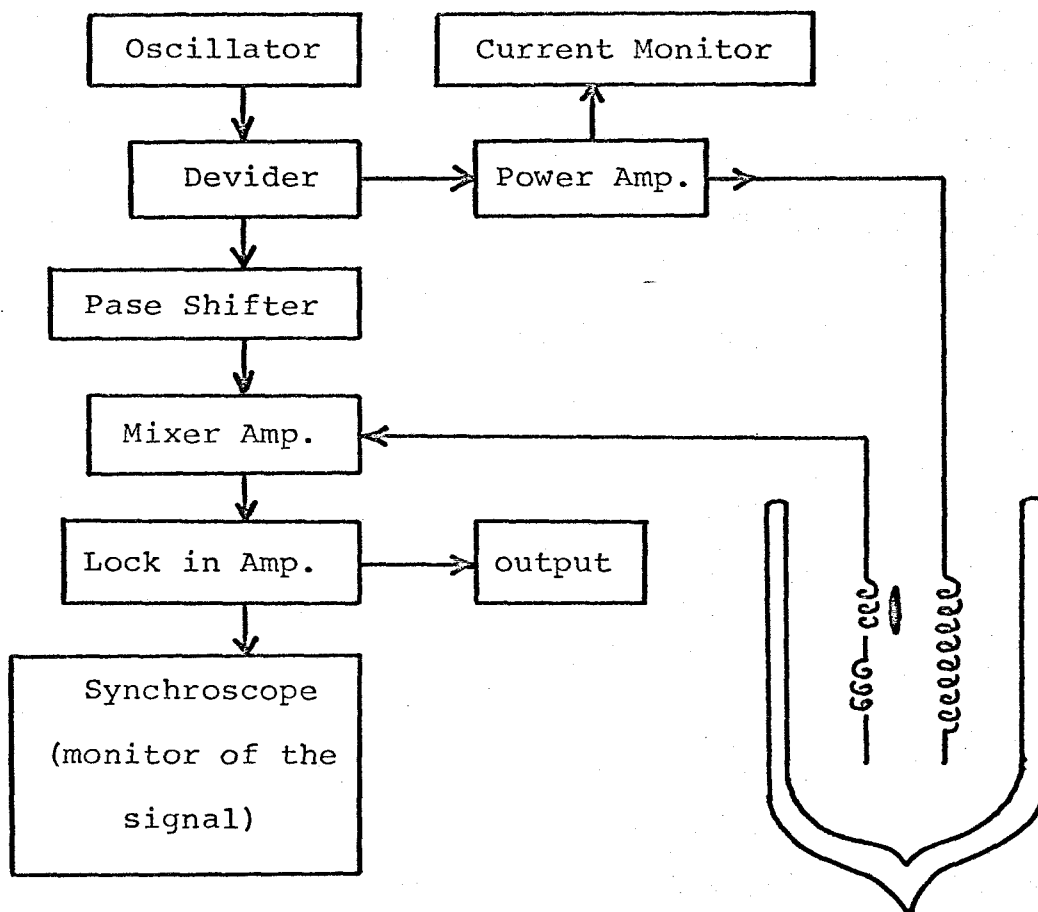 Oscillator
Current Monitor
Devider
Power Amp.
Pase Shifter
Mixer Amp.
Lock in Amp.
output
Synchroscope
(monitor of the
signal)